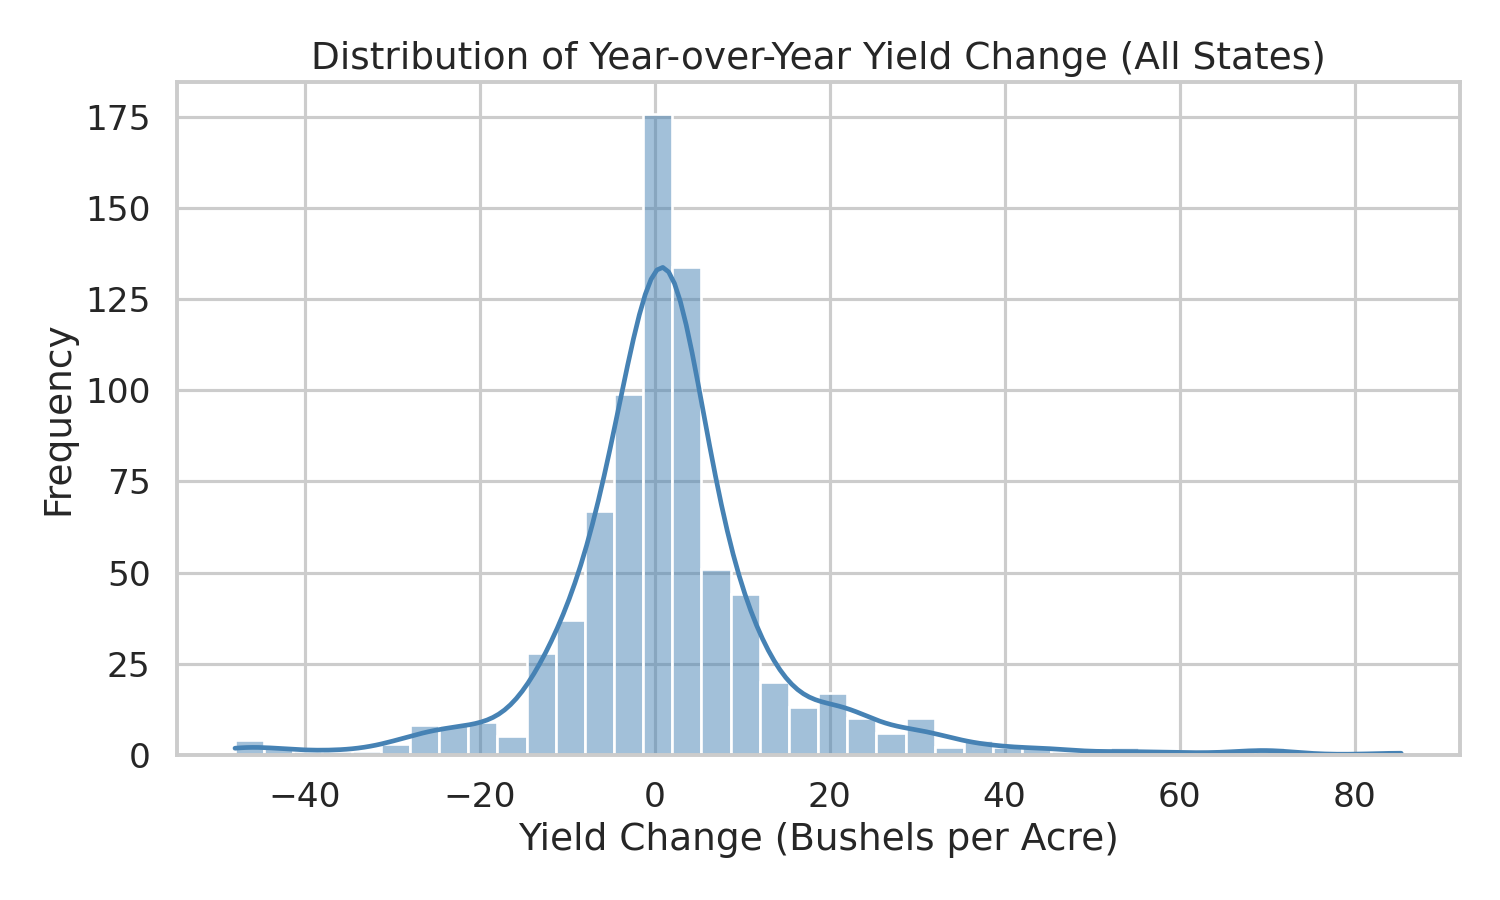 Distribution of Year-over-Year Yield Change (All States)
175
150
125
100
75
50
25
0
Frequency
−40 −20 0 20 40 60 80
Yield Change (Bushels per Acre)